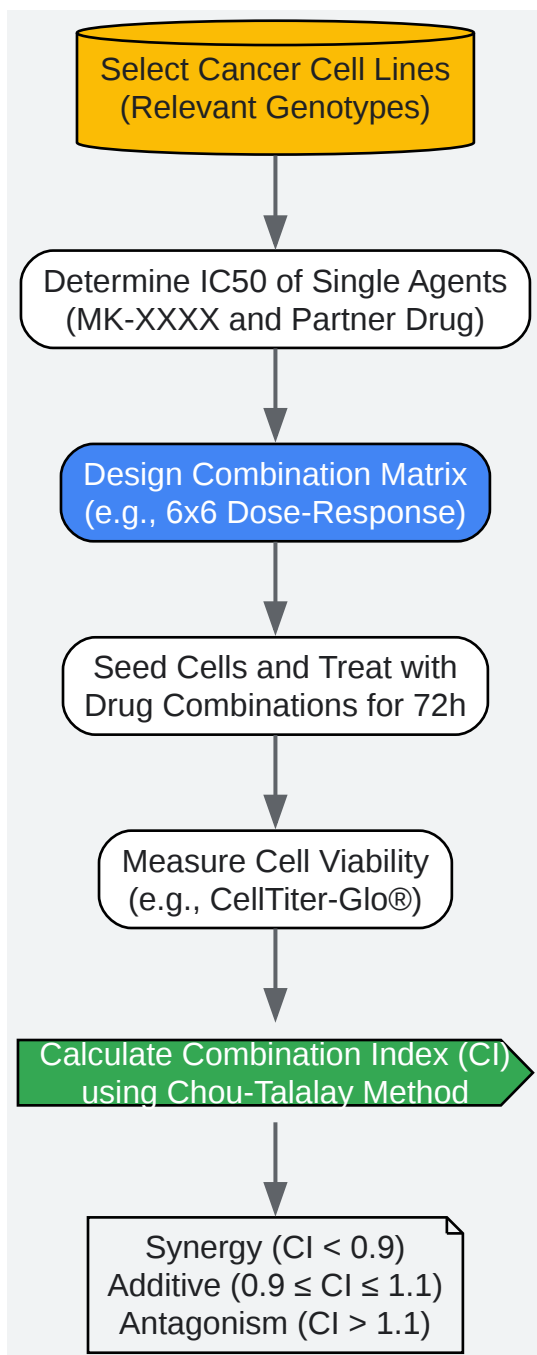 Select Cancer Cell Lines
(Relevant Genotypes)
Determine IC50 of Single Agents
(MK-XXXX and Partner Drug)
Design Combination Matrix
(e.g., 6x6 Dose-Response)
Seed Cells and Treat with
Drug Combinations for 72h
Measure Cell Viability
(e.g., CellTiter-Glo®)
Calculate Combination Index (CI)
using Chou-Talalay Method
Synergy (CI < 0.9)
Additive (0.9 ≤ CI ≤ 1.1)
Antagonism (CI > 1.1)